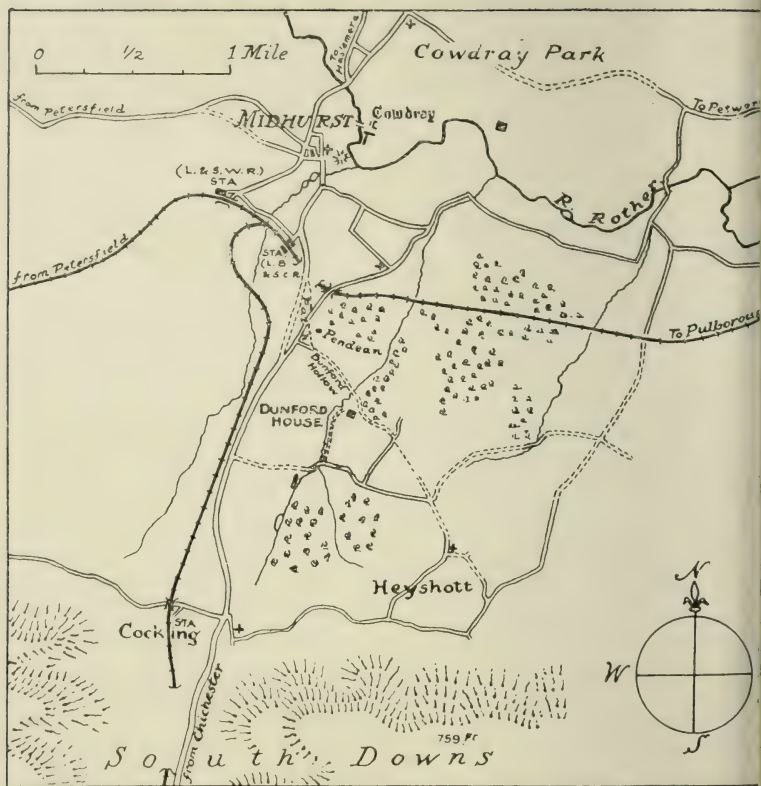 0 1/2 1 Mile
To Haslemere
Cowdray Park
from Petersfield
MIDHURST
Cowdray
To Petwor
(L. & S. W. R.)
STA
R. Rother
STA
(L. B
& S. C R.
from Petersfield
To Pulborough
Pendean
Dunford
Hollow
DUNFORD
HOUSE
Heyshott
STA
Cocking
N
W
S
from Chichester
759 Ft
South Downs